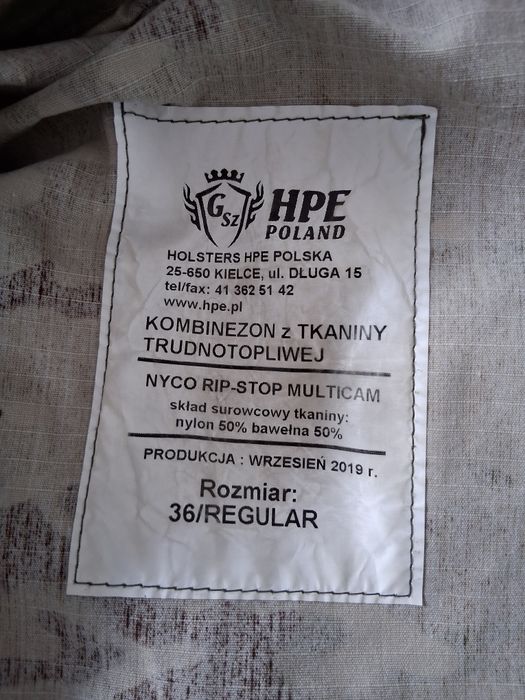 GSz HPE
POLAND
HOLSTERS HPE POLSKA
25-650 KIELCE, ul. DŁUGA 15
tel/fax: 41 362 51 42
www.hpe.pl
KOMBINEZON z TKANINY
TRUDNOTOPLIWEJ
NYCO RIP-STOP MULTICAM
skład surowcowy tkaniny:
nylon 50% bawełna 50%
PRODUKCJA : WRZESIEŃ 2019 r.
Rozmiar:
36/REGULAR